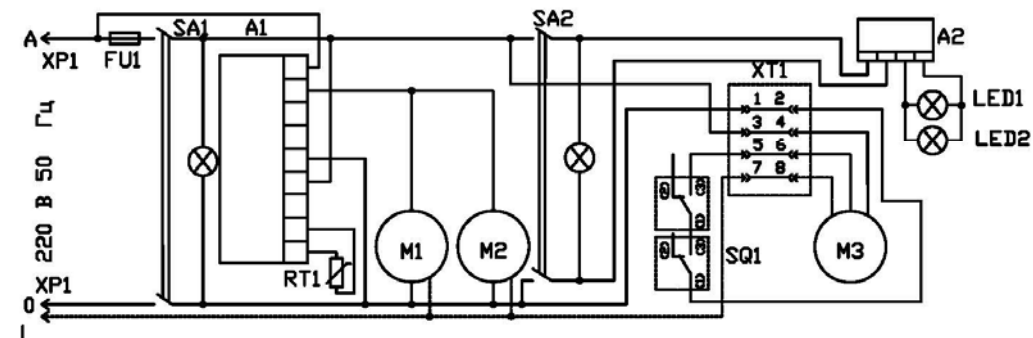 A
XP1
FU1
SA1
A1
SA2
A2
XT1
LED1
LED2
1 2
3 4
5 6
7 8
220 В 50 Гц
RT1
M1
M2
SQ1
M3
XP1
0